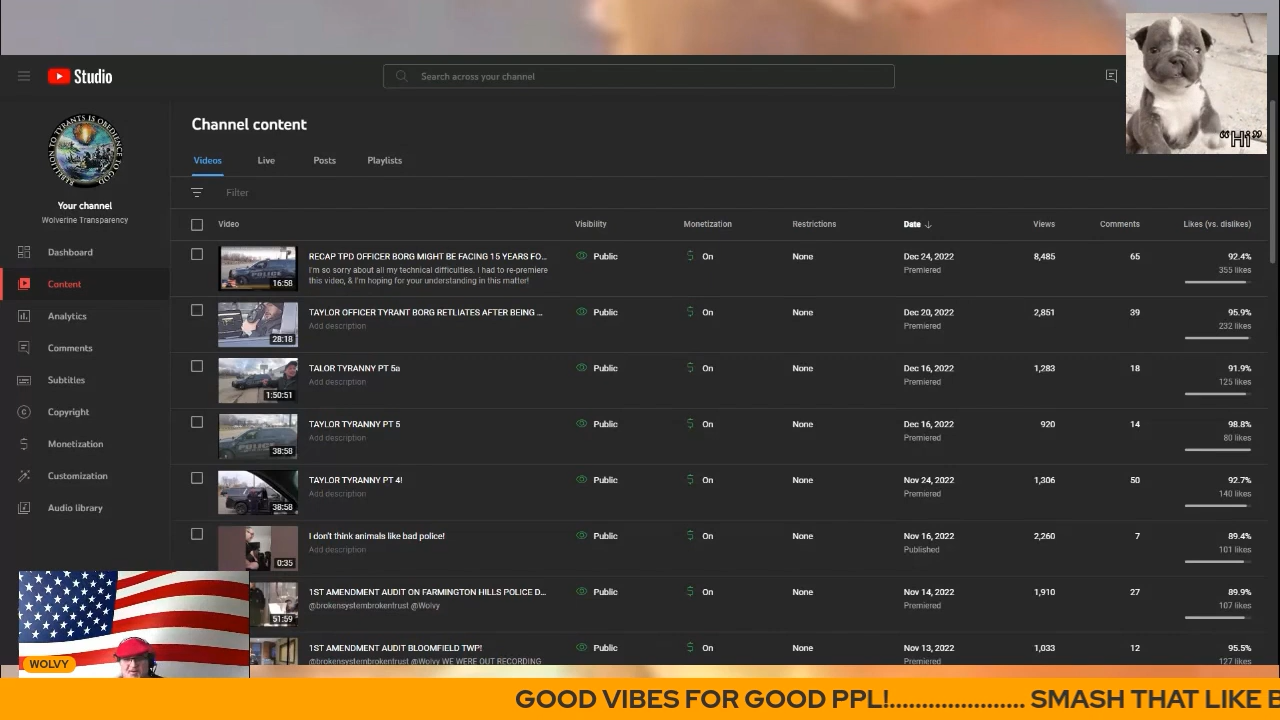 Studio
Search across your channel
"Hi"
REBELLION TO TYRANTS IS OBEDIENCE TO GOD
Channel content
Videos Live Posts Playlists
Filter
Your channel
Wolverine Transparency
Dashboard
Content
Analytics
Comments
Subtitles
Copyright
Monetization
Customization
Audio library
Video Visibility Monetization Restrictions Date Views Comments Likes (vs. dislikes)
RECAP TPD OFFICER BORG MIGHT BE FACING 15 YEARS FO... Public On None Dec 24, 2022 8,485 65 92.4%
I'm so sorry about all my technical difficulties. I had to re-premiere Premiered 355 likes
this video, & I'm hoping for your understanding in this matter!
16:58
TAYLOR OFFICER TYRANT BORG RETLIATES AFTER BEING ... Public On None Dec 20, 2022 2,851 39 95.9%
Add description Premiered 232 likes
28:18
TALOR TYRANNY PT 5a Public On None Dec 16, 2022 1,283 18 91.9%
Add description Premiered 125 likes
1:50:51
TAYLOR TYRANNY PT 5 Public On None Dec 16, 2022 920 14 98.8%
Add description Premiered 80 likes
38:58
TAYLOR TYRANNY PT 4! Public On None Nov 24, 2022 1,306 50 92.7%
Add description Premiered 140 likes
38:58
I don't think animals like bad police! Public On None Nov 16, 2022 2,260 7 89.4%
Add description Published 101 likes
0:35
1ST AMENDMENT AUDIT ON FARMINGTON HILLS POLICE D... Public On None Nov 14, 2022 1,910 27 89.9%
@brokensystembrokentrust @Wolvy Premiered 107 likes
51:59
1ST AMENDMENT AUDIT BLOOMFIELD TWP! Public On None Nov 13, 2022 1,033 12 95.5%
@brokensystembrokentrust @Wolvy WE WERE OUT RECORDING Premiered 127 likes
WOLVY
GOOD VIBES FOR GOOD PPL!..................... SMASH THAT LIKE